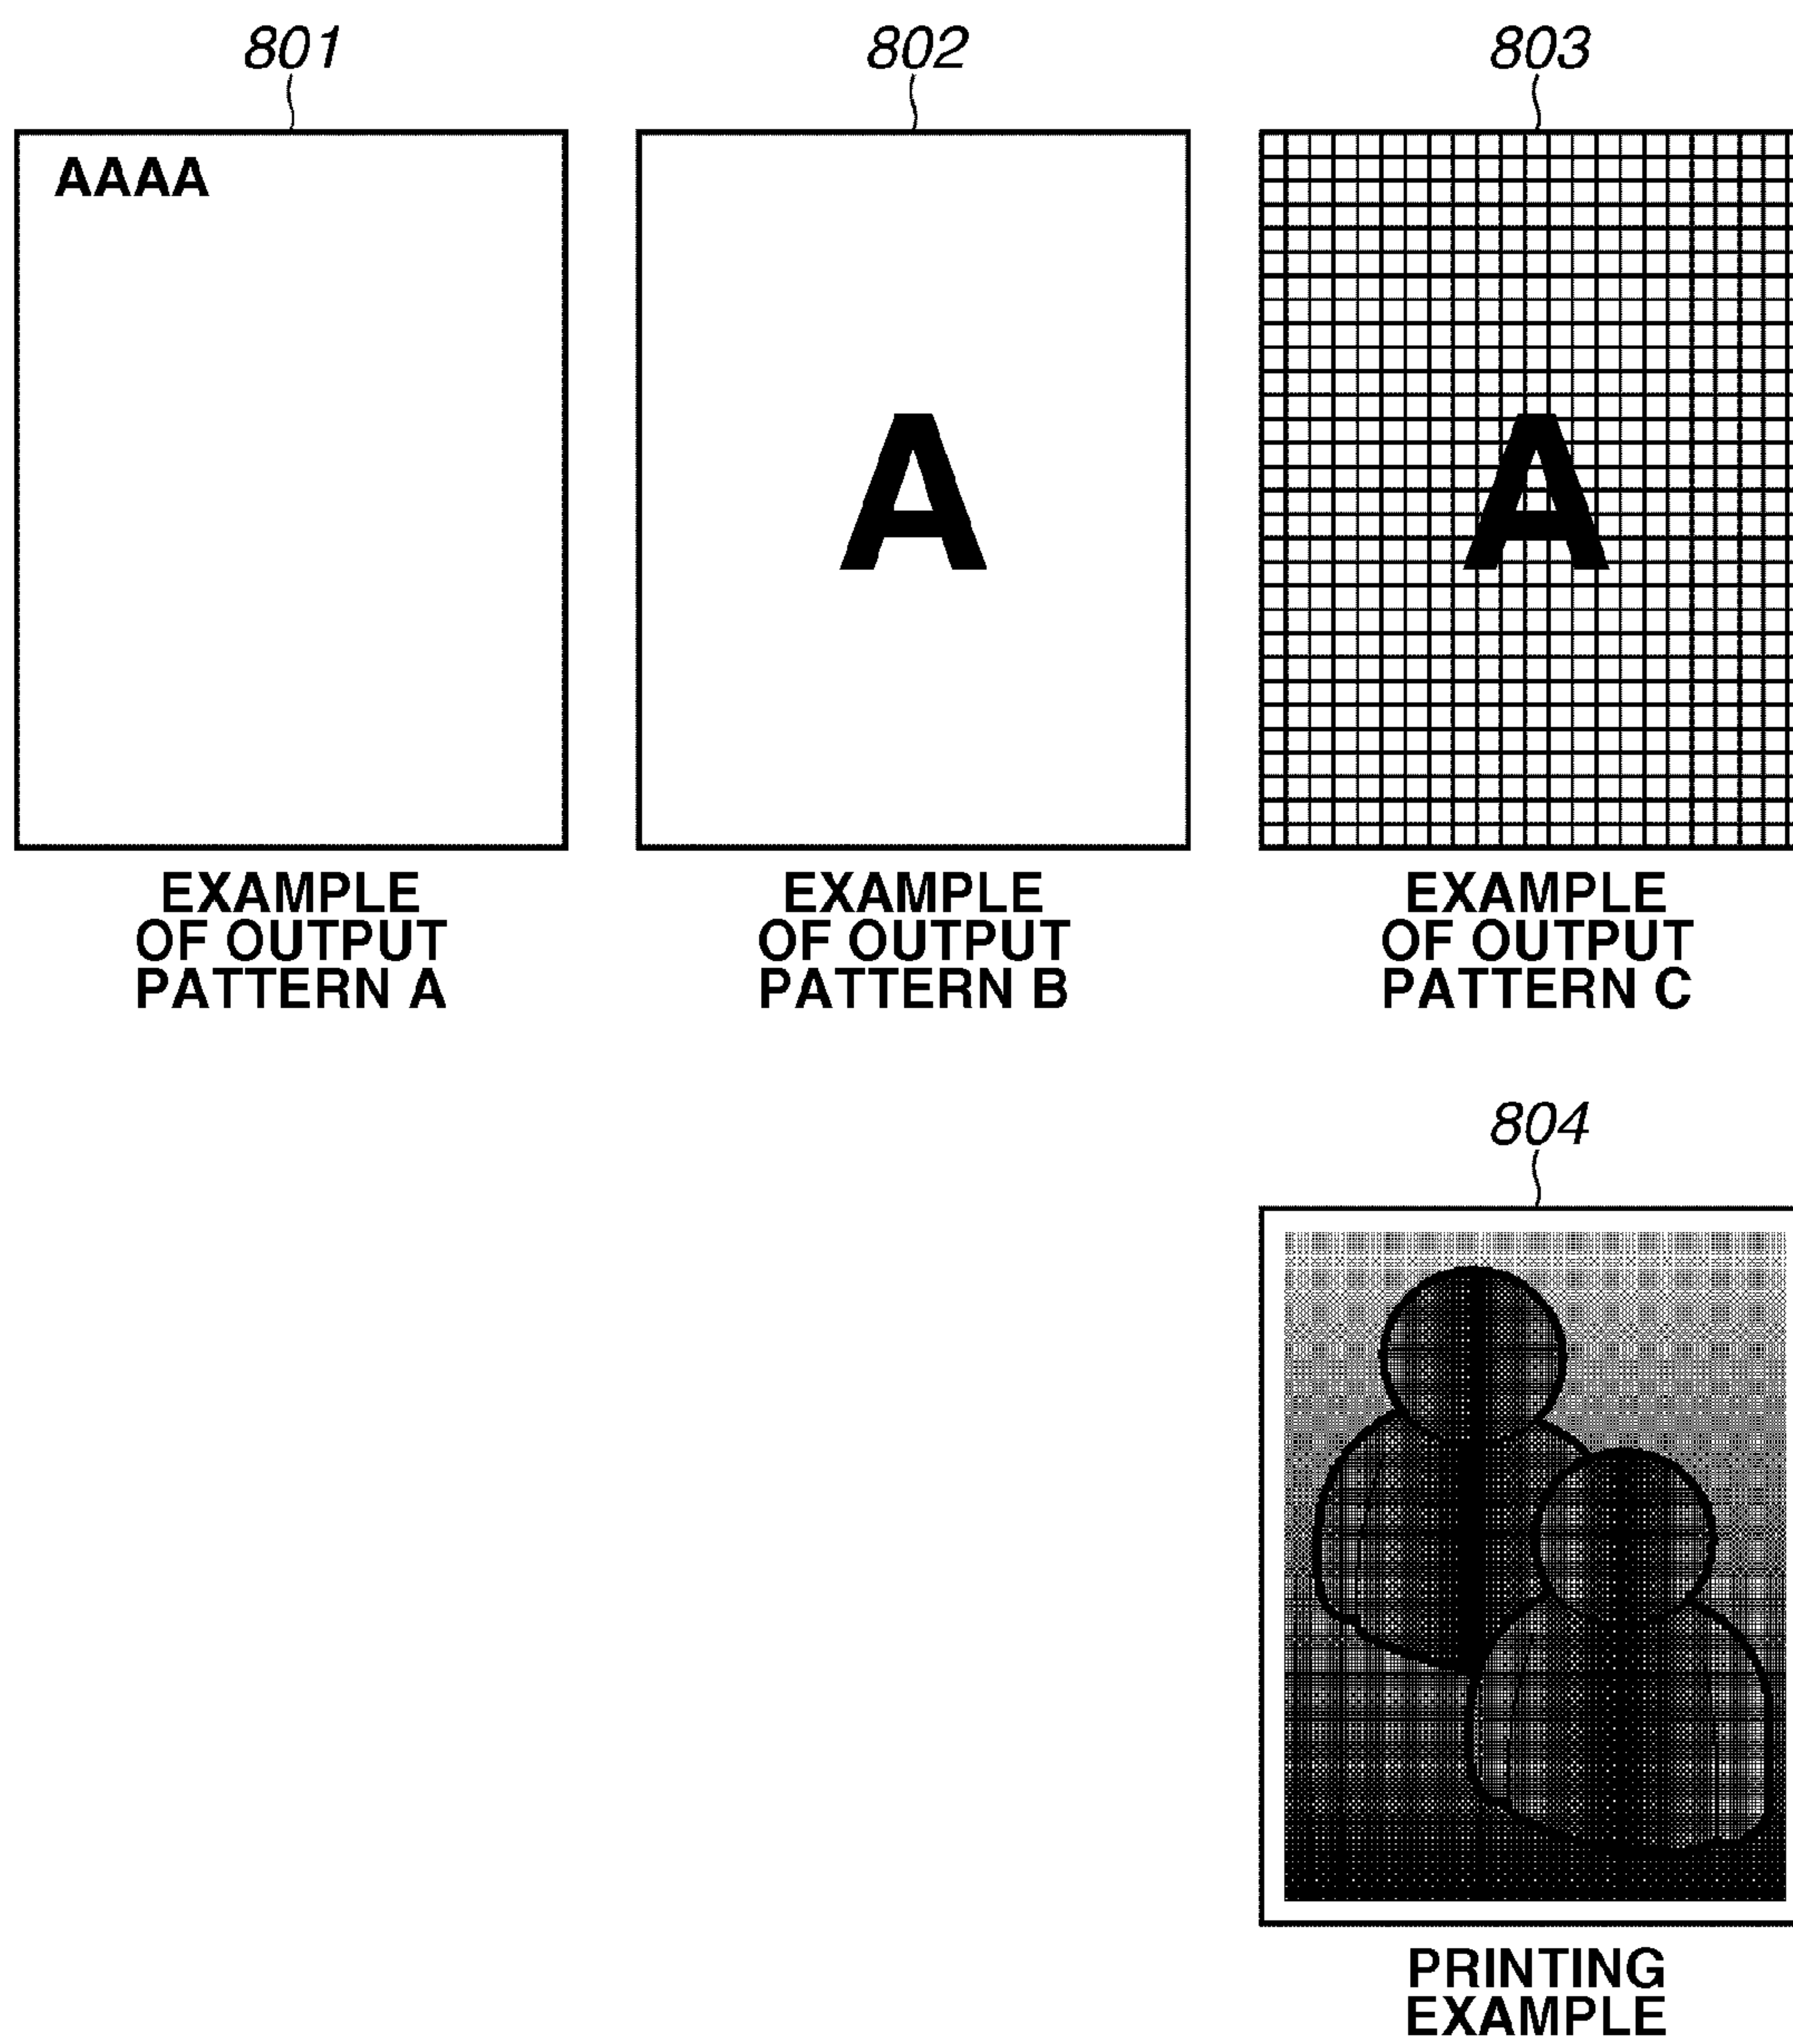 801
802
803
AAAA
A
A
EXAMPLE
OF OUTPUT
PATTERN A
EXAMPLE
OF OUTPUT
PATTERN B
EXAMPLE
OF OUTPUT
PATTERN C
804
PRINTING
EXAMPLE